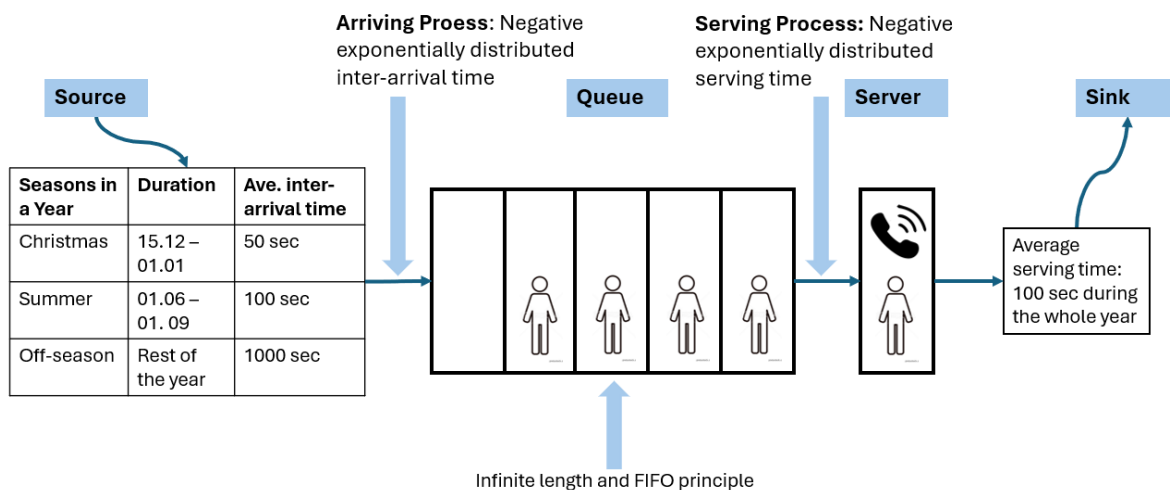 Arriving Proess: Negative
exponentially distributed
inter-arrival time
Serving Process: Negative
exponentially distributed
serving time
Source
Queue
Server
Sink
Seasons in
a Year
Duration
Ave. inter-
arrival time
Christmas
15.12 –
01.01
50 sec
Summer
01.06 –
01. 09
100 sec
Off-season
Rest of
the year
1000 sec
Average
serving time:
100 sec during
the whole year
Infinite length and FIFO principle